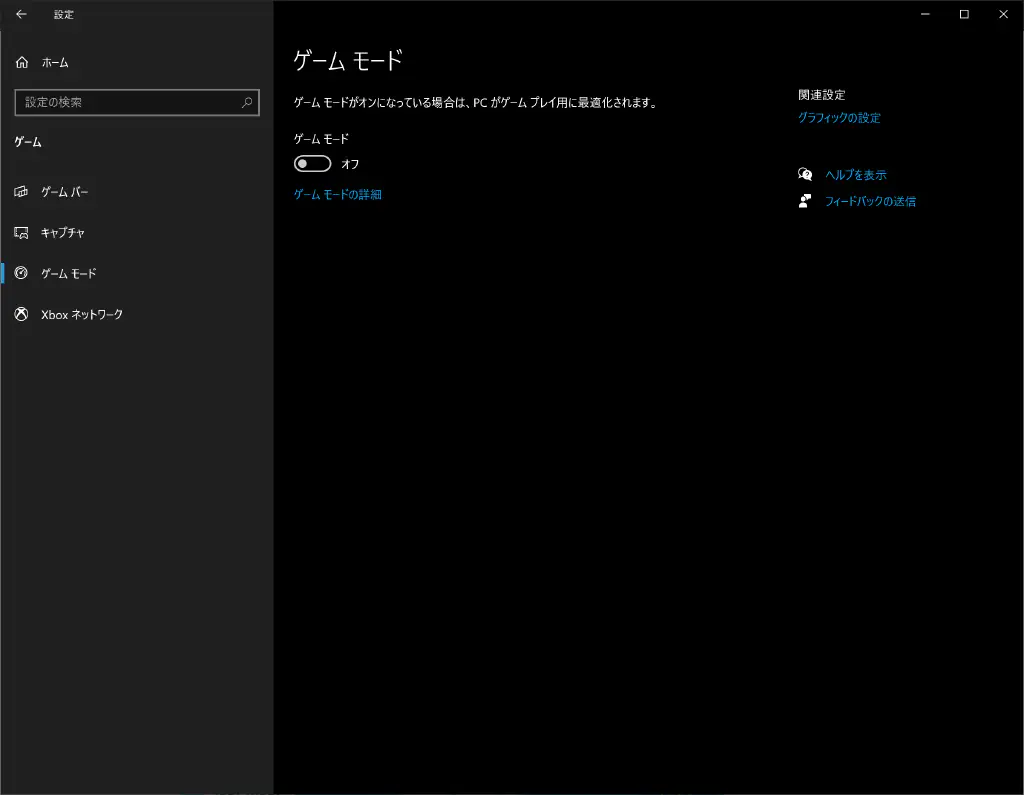 設定
ホーム
設定の検索
ゲーム
ゲーム バー
キャプチャ
ゲーム モード
Xbox ネットワーク
ゲーム モード
ゲーム モードがオンになっている場合は、PC がゲーム プレイ用に最適化されます。
ゲーム モード
オフ
ゲーム モードの詳細
関連設定
グラフィックの設定
ヘルプを表示
フィードバックの送信